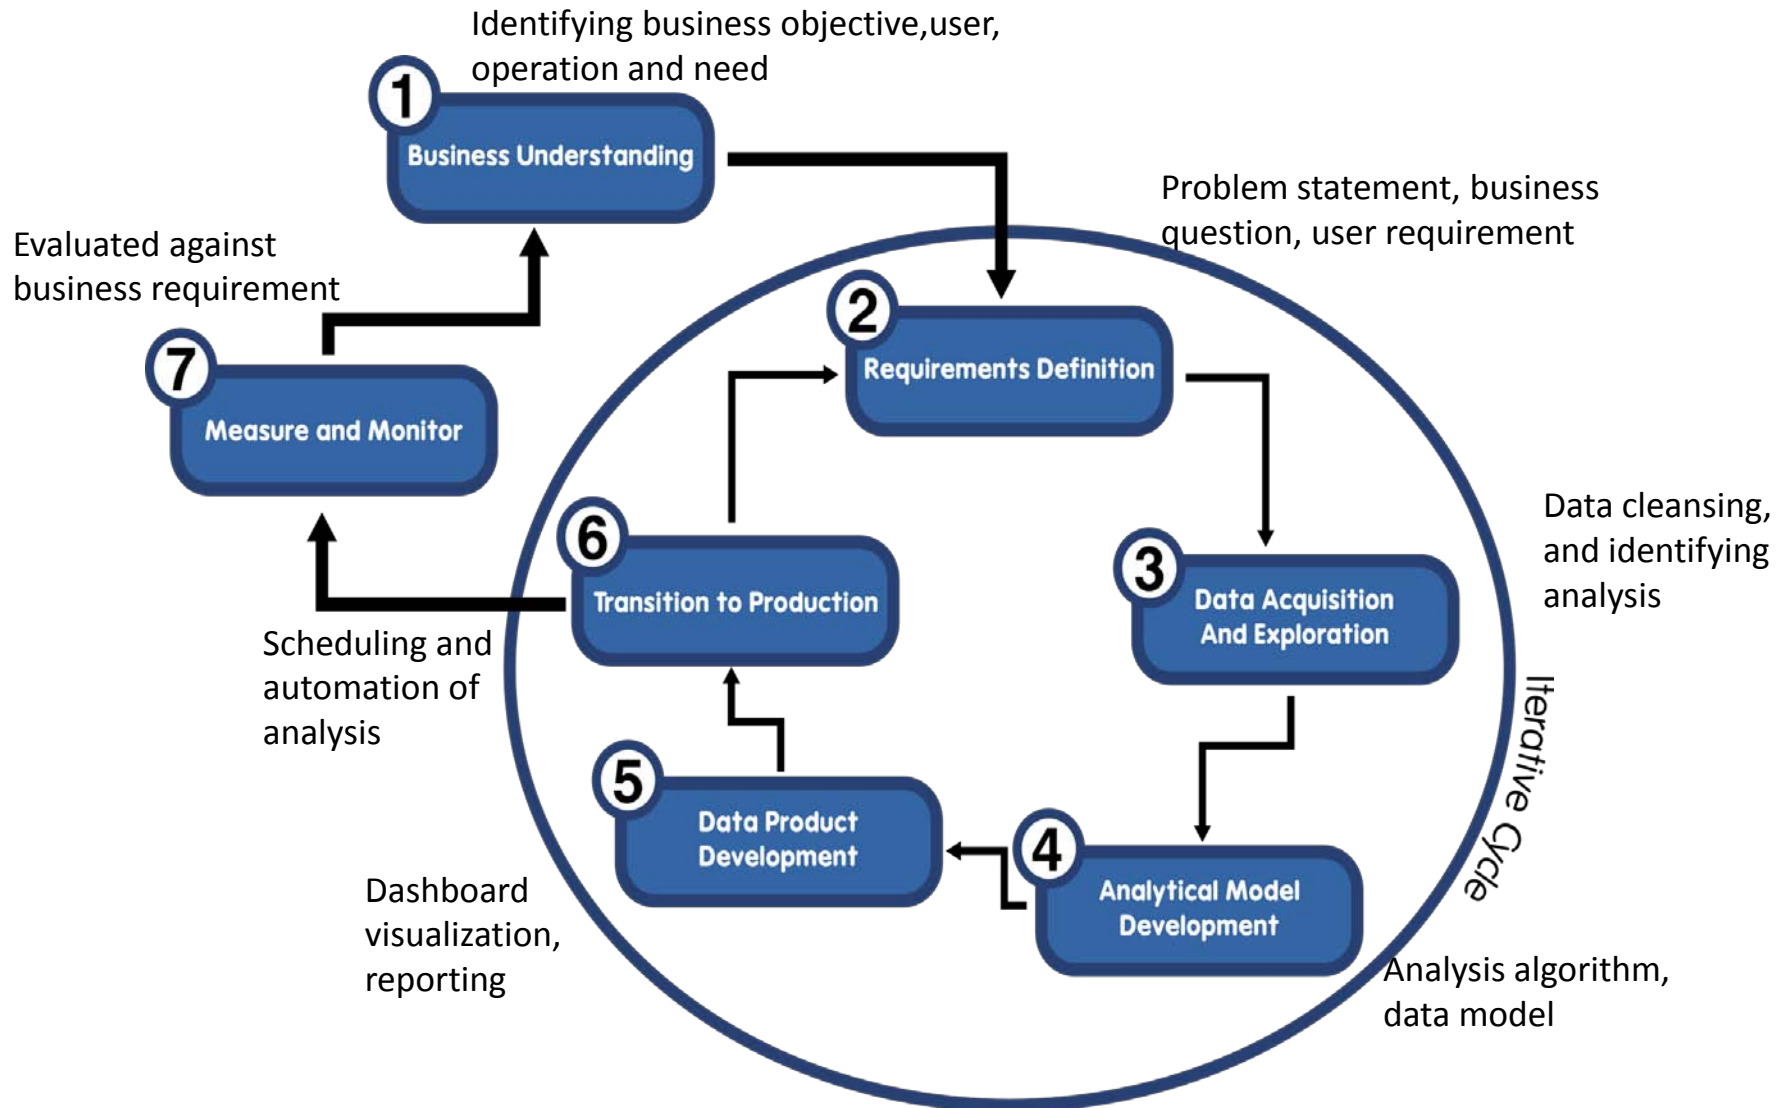 Identifying business objective,user,
operation and need
1
Business Understanding
Problem statement, business
question, user requirement
Evaluated against
business requirement
2
Requirements Definition
7
Measure and Monitor
Data cleansing,
and identifying
analysis
6
Transition to Production
3
Data Acquisition
And Exploration
Scheduling and
automation of
analysis
Iterative Cycle
5
Data Product
Development
4
Analytical Model
Development
Dashboard
visualization,
reporting
Analysis algorithm,
data model